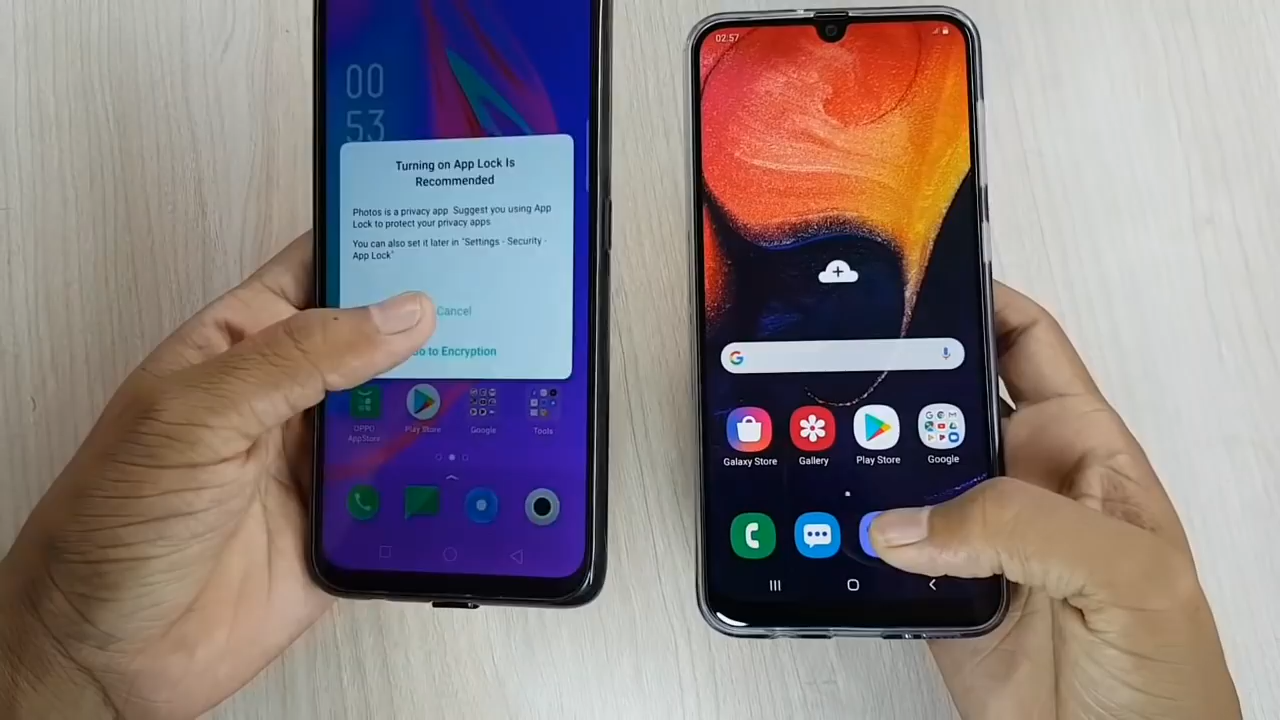 00
53
Turning on App Lock Is
Recommended
Photos is a privacy app Suggest you using App
Lock to protect your privacy apps
You can also set it later in "Settings - Security -
App Lock"
Cancel
Go to Encryption
OPPO
AppStore
Play Store
Google
Tools
02:57
Galaxy Store
Gallery
Play Store
Google